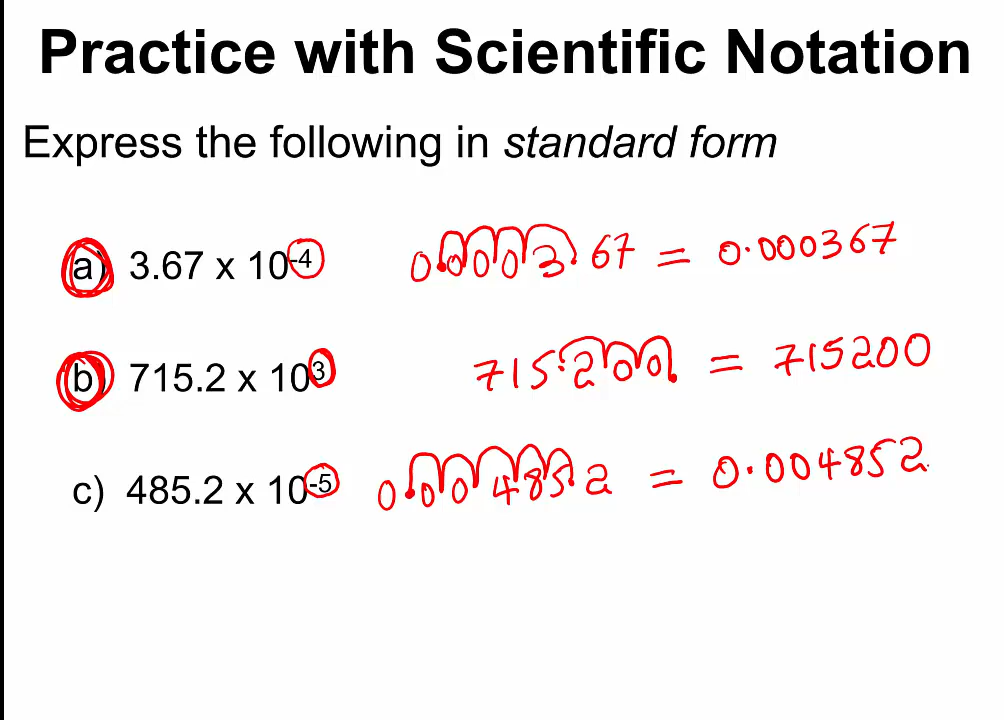 Practice with Scientific Notation
Express the following in standard form
a) 3.67 x 10⁻⁴ 0.0003.67 = 0.000367
b) 715.2 x 10³ 715.200. = 715200
c) 485.2 x 10⁻⁵ 0.00485.2 = 0.004852